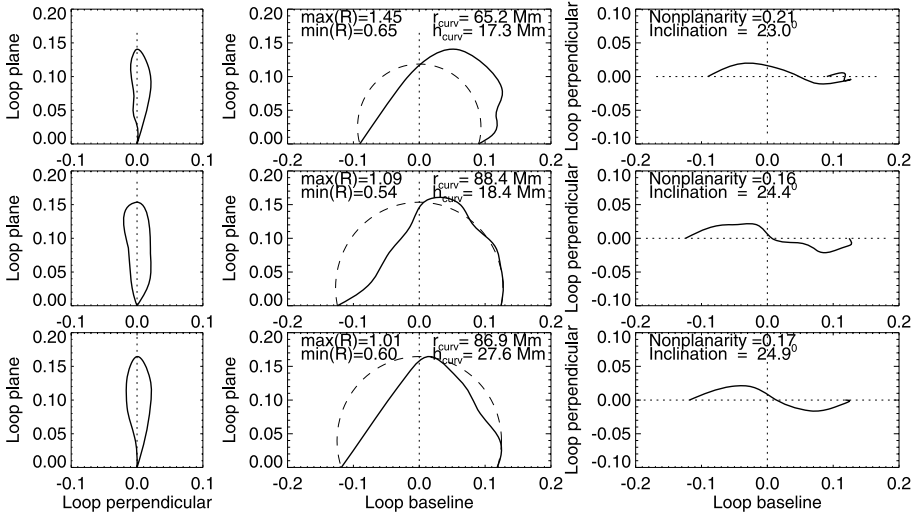 0.20
0.15
0.10
0.05
0.00
Loop plane
-0.1 0.0 0.1
0.20
0.15
0.10
0.05
0.00
Loop plane
max(R)=1.45 r_curv= 65.2 Mm
min(R)=0.65 h_curv= 17.3 Mm
-0.2 -0.1 0.0 0.1 0.2
0.10
0.05
0.00
-0.05
-0.10
Loop perpendicular
Nonplanarity =0.21
Inclination = 23.0^0
-0.2 -0.1 0.0 0.1 0.2
0.20
0.15
0.10
0.05
0.00
Loop plane
-0.1 0.0 0.1
0.20
0.15
0.10
0.05
0.00
Loop plane
max(R)=1.09 r_curv= 88.4 Mm
min(R)=0.54 h_curv= 18.4 Mm
-0.2 -0.1 0.0 0.1 0.2
0.10
0.05
0.00
-0.05
-0.10
Loop perpendicular
Nonplanarity =0.16
Inclination = 24.4^0
-0.2 -0.1 0.0 0.1 0.2
0.20
0.15
0.10
0.05
0.00
Loop plane
-0.1 0.0 0.1
Loop perpendicular
0.20
0.15
0.10
0.05
0.00
Loop plane
max(R)=1.01 r_curv= 86.9 Mm
min(R)=0.60 h_curv= 27.6 Mm
-0.2 -0.1 0.0 0.1 0.2
Loop baseline
0.10
0.05
0.00
-0.05
-0.10
Loop perpendicular
Nonplanarity =0.17
Inclination = 24.9^0
-0.2 -0.1 0.0 0.1 0.2
Loop baseline